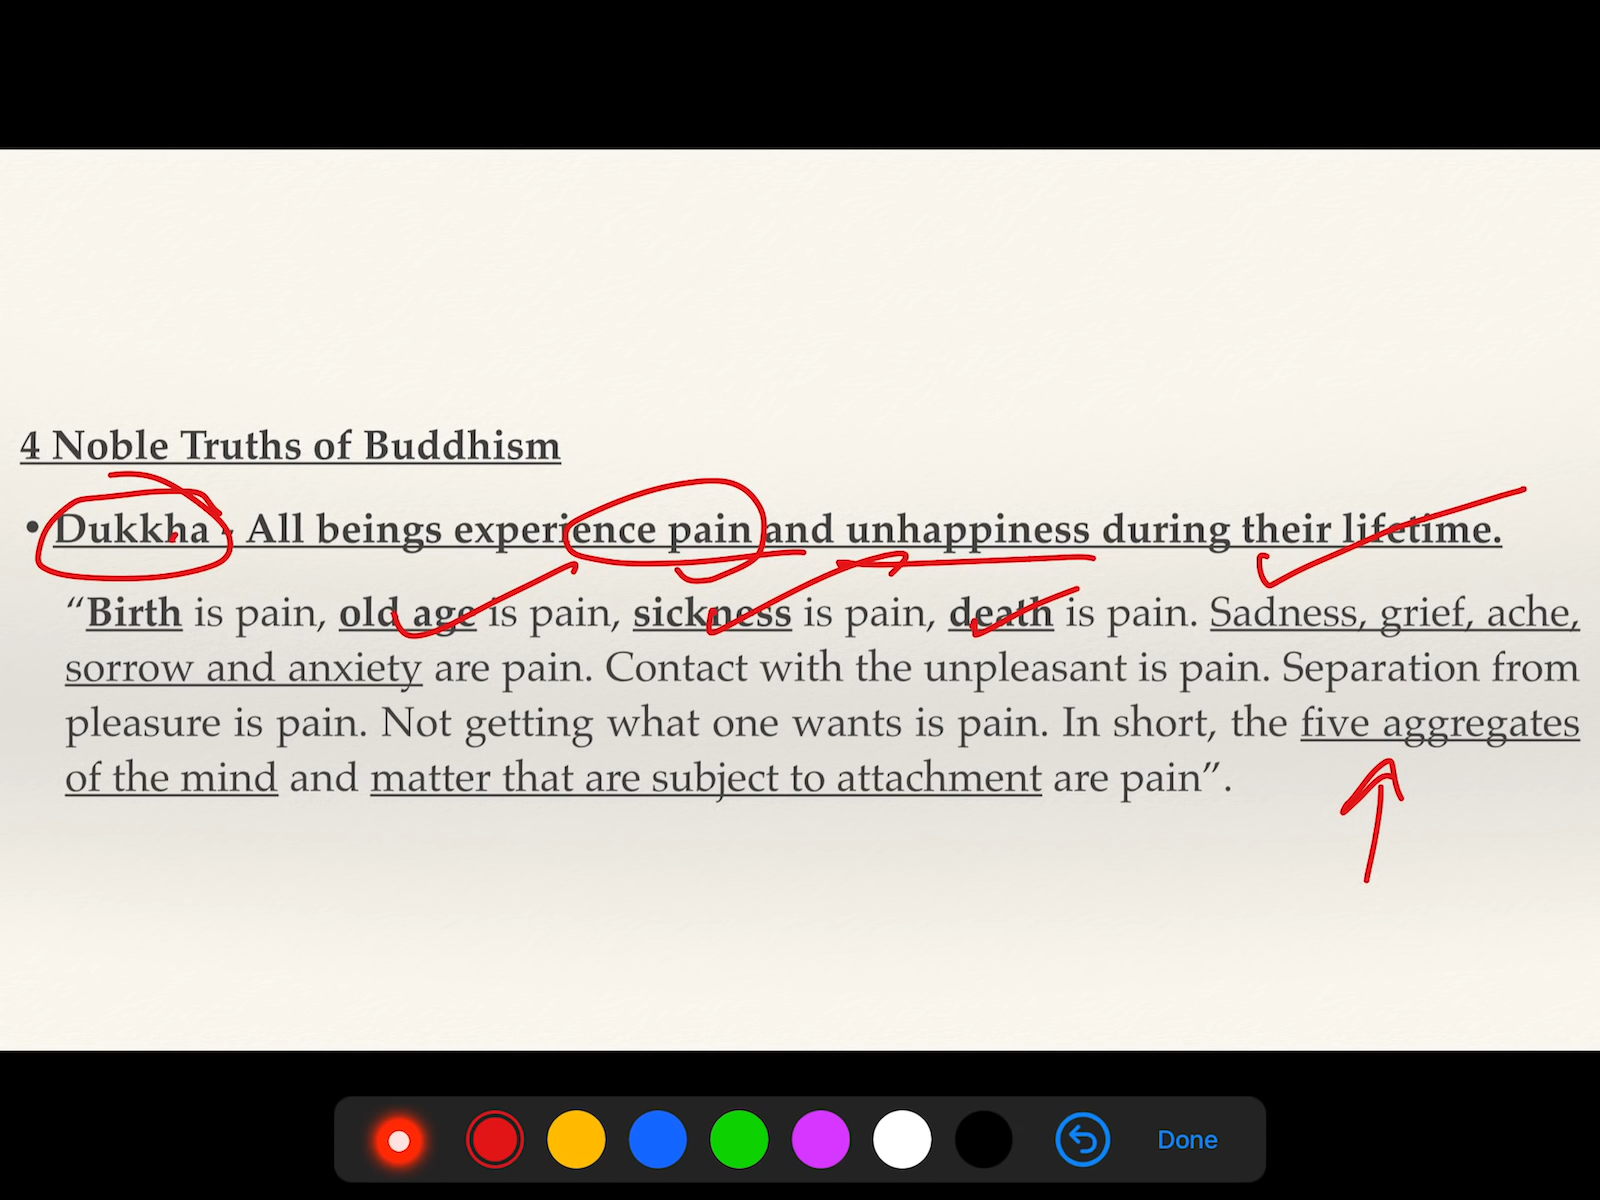 4 Noble Truths of Buddhism
• Dukkha - All beings experience pain and unhappiness during their lifetime.
“Birth is pain, old age is pain, sickness is pain, death is pain. Sadness, grief, ache,
sorrow and anxiety are pain. Contact with the unpleasant is pain. Separation from
pleasure is pain. Not getting what one wants is pain. In short, the five aggregates
of the mind and matter that are subject to attachment are pain”.
Done